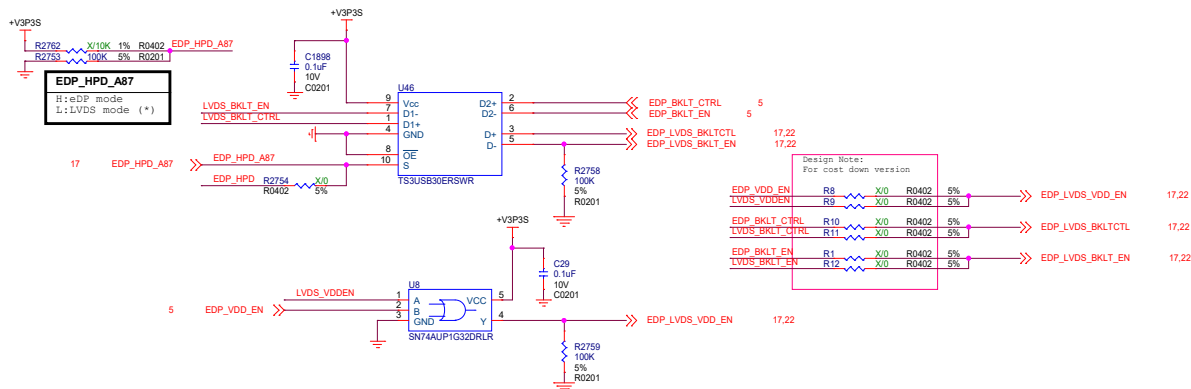 +V3P3S
R2762 X/10K 1% R0402 EDP_HPD_A87
R2753 100K 5% R0201
EDP_HPD_A87
H:eDP mode
L:LVDS mode (*)
+V3P3S
C1898
0.1uF
10V
C0201
U46
LVDS_BKLT_EN
LVDS_BKLT_CTRL
9 Vcc D2+ 2 EDP_BKLT_CTRL 5
7 D1- D2- 6 EDP_BKLT_EN 5
1 D1+
4 GND D+ 3 EDP_LVDS_BKLTCTL 17,22
D- 5 EDP_LVDS_BKLT_EN 17,22
8 OE
10 S
17 EDP_HPD_A87 EDP_HPD_A87
EDP_HPD R2754 X/0
R0402 5%
TS3USB30ERSWR
R2758
100K
5%
R0201
+V3P3S
C29
0.1uF
10V
C0201
U8
LVDS_VDDEN
5 EDP_VDD_EN
1 A VCC 5
2 B
3 GND Y 4 EDP_LVDS_VDD_EN 17,22
SN74AUP1G32DRLR
R2759
100K
5%
R0201
Design Note:
For cost down version
EDP_VDD_EN R8 X/0 R0402 5% EDP_LVDS_VDD_EN 17,22
LVDS_VDDEN R9 X/0 R0402 5%
EDP_BKLT_CTRL R10 X/0 R0402 5% EDP_LVDS_BKLTCTL 17,22
LVDS_BKLT_CTRL R11 X/0 R0402 5%
EDP_BKLT_EN R1 X/0 R0402 5% EDP_LVDS_BKLT_EN 17,22
LVDS_BKLT_EN R12 X/0 R0402 5%